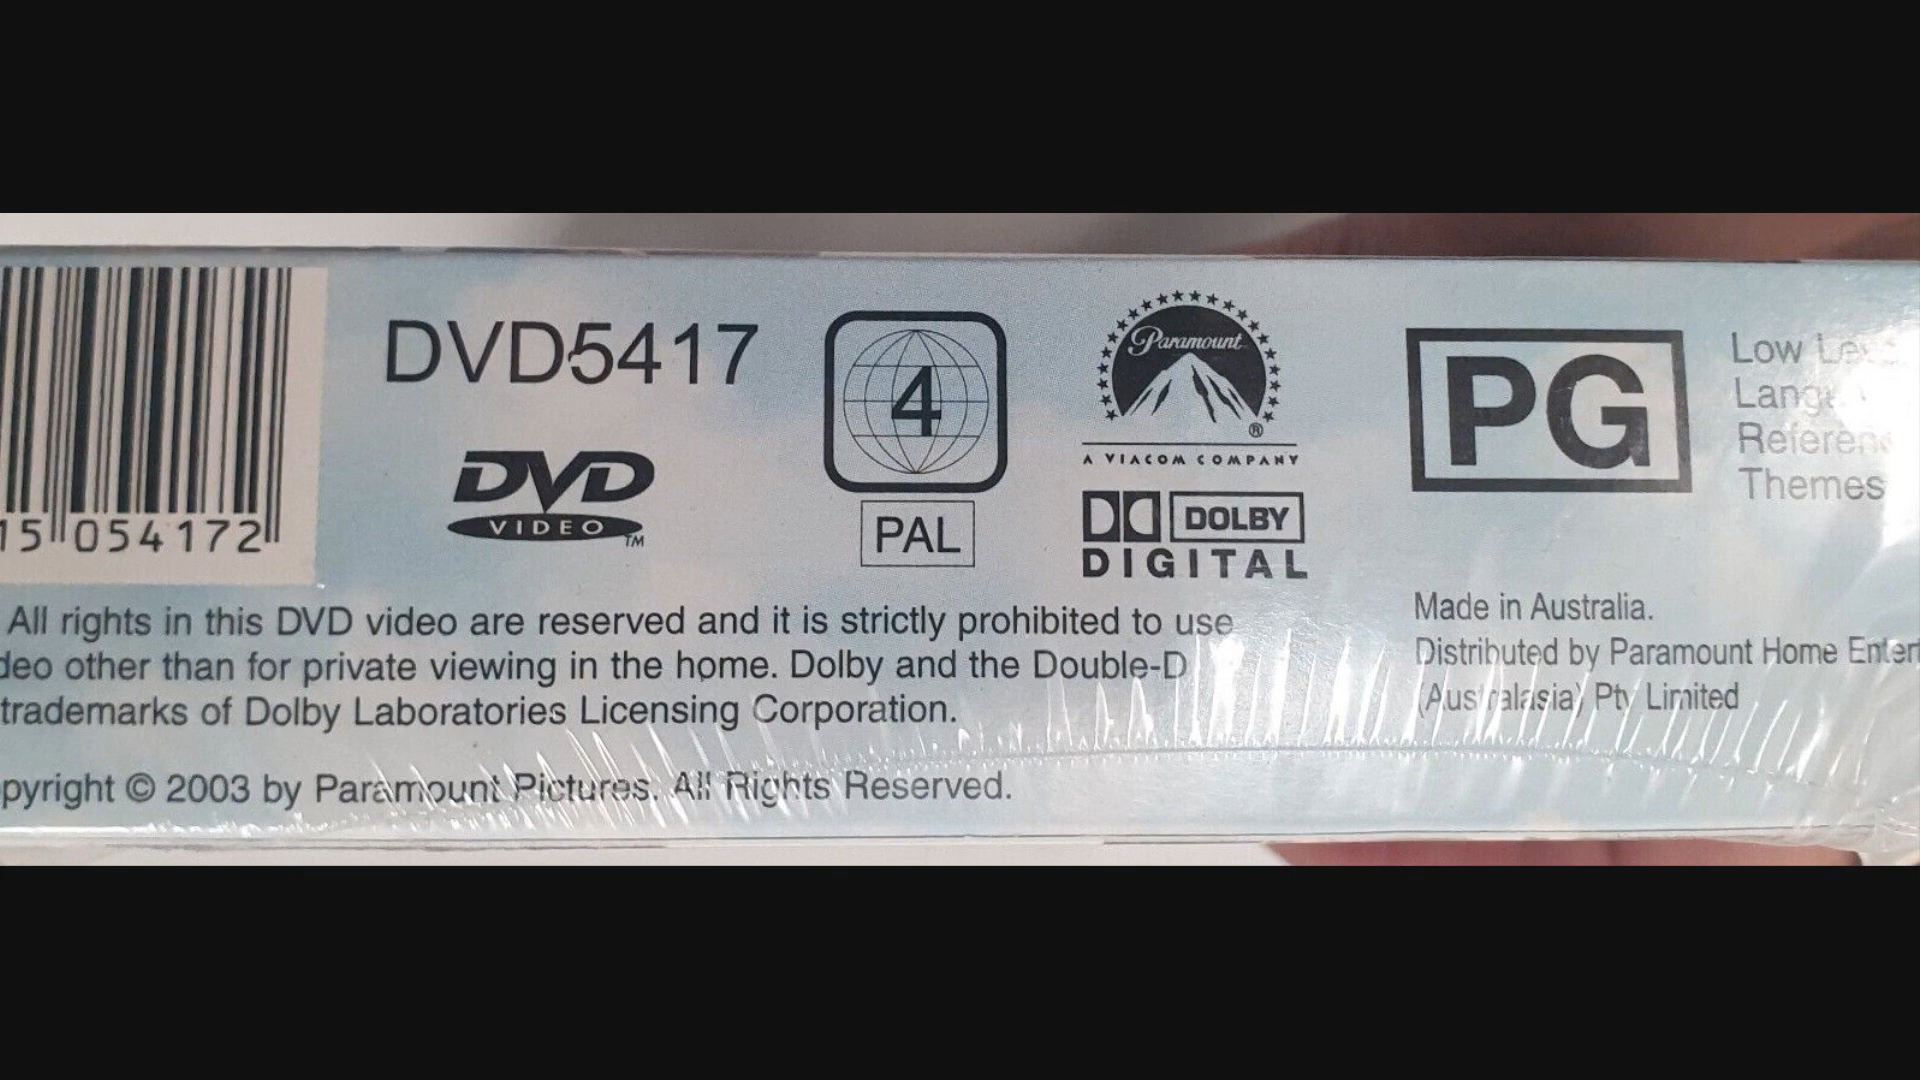 DVD5417
DVD
VIDEO
TM
4
PAL
Paramount
®
A VIACOM COMPANY
DOLBY
DIGITAL
PG
Low
Themes
15 054172
All rights in this DVD video are reserved and it is strictly prohibited to use
deo other than for private viewing in the home. Dolby and the Double-D
trademarks of Dolby Laboratories Licensing Corporation.
pyright © 2003 by Paramount Pictures. All Rights Reserved.
Made in Australia.
Distributed by Paramount Home Enter
(Australasia) Pty Limited